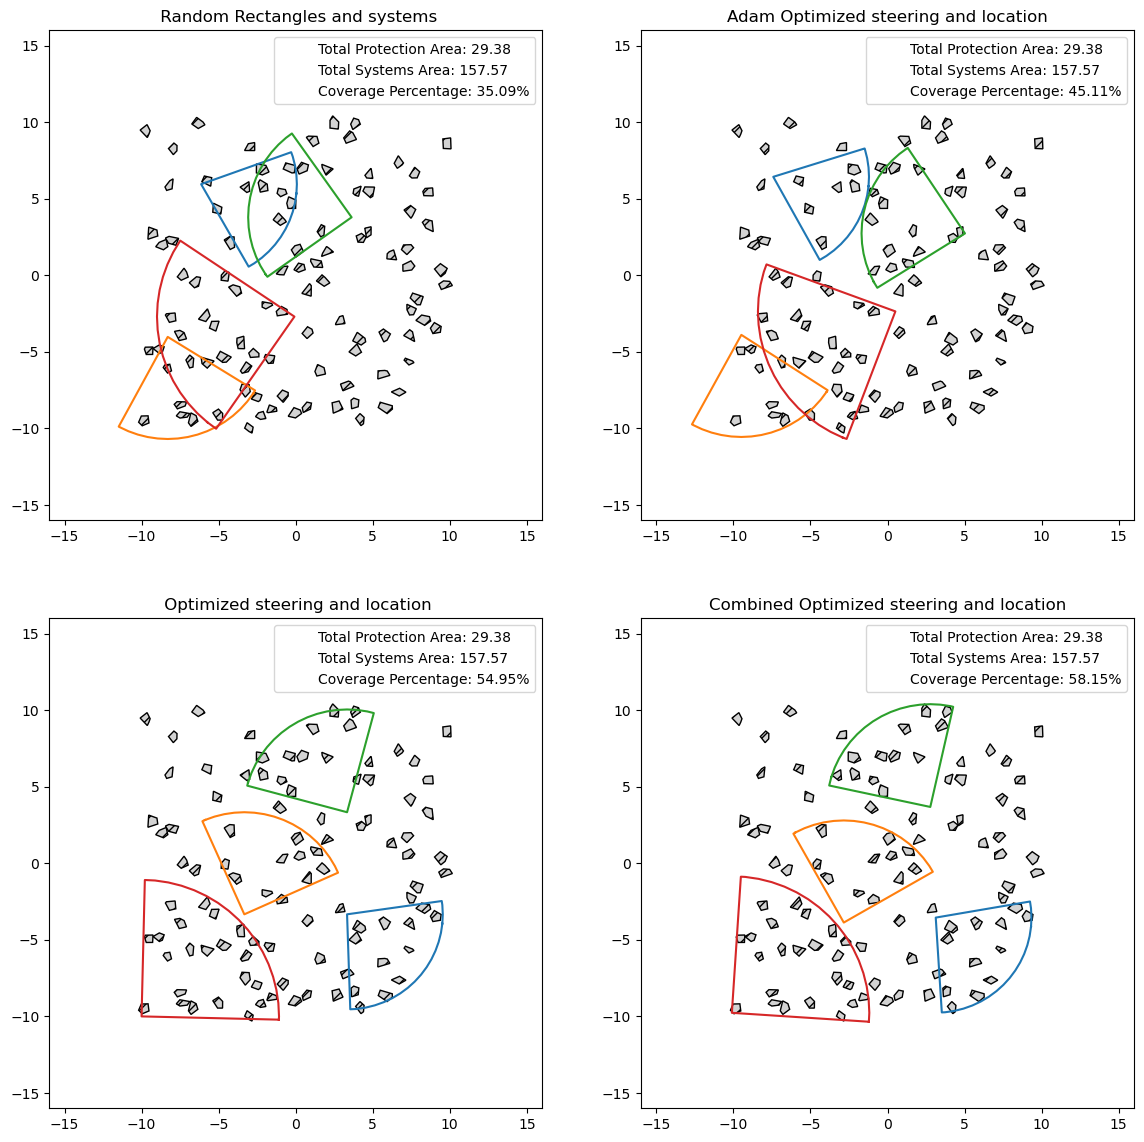 Random Rectangles and systems
Total Protection Area: 29.38
Total Systems Area: 157.57
Coverage Percentage: 35.09%
15
10
5
0
−5
−10
−15
−15 −10 −5 0 5 10 15
Adam Optimized steering and location
Total Protection Area: 29.38
Total Systems Area: 157.57
Coverage Percentage: 45.11%
15
10
5
0
−5
−10
−15
−15 −10 −5 0 5 10 15
Optimized steering and location
Total Protection Area: 29.38
Total Systems Area: 157.57
Coverage Percentage: 54.95%
15
10
5
0
−5
−10
−15
−15 −10 −5 0 5 10 15
Combined Optimized steering and location
Total Protection Area: 29.38
Total Systems Area: 157.57
Coverage Percentage: 58.15%
15
10
5
0
−5
−10
−15
−15 −10 −5 0 5 10 15